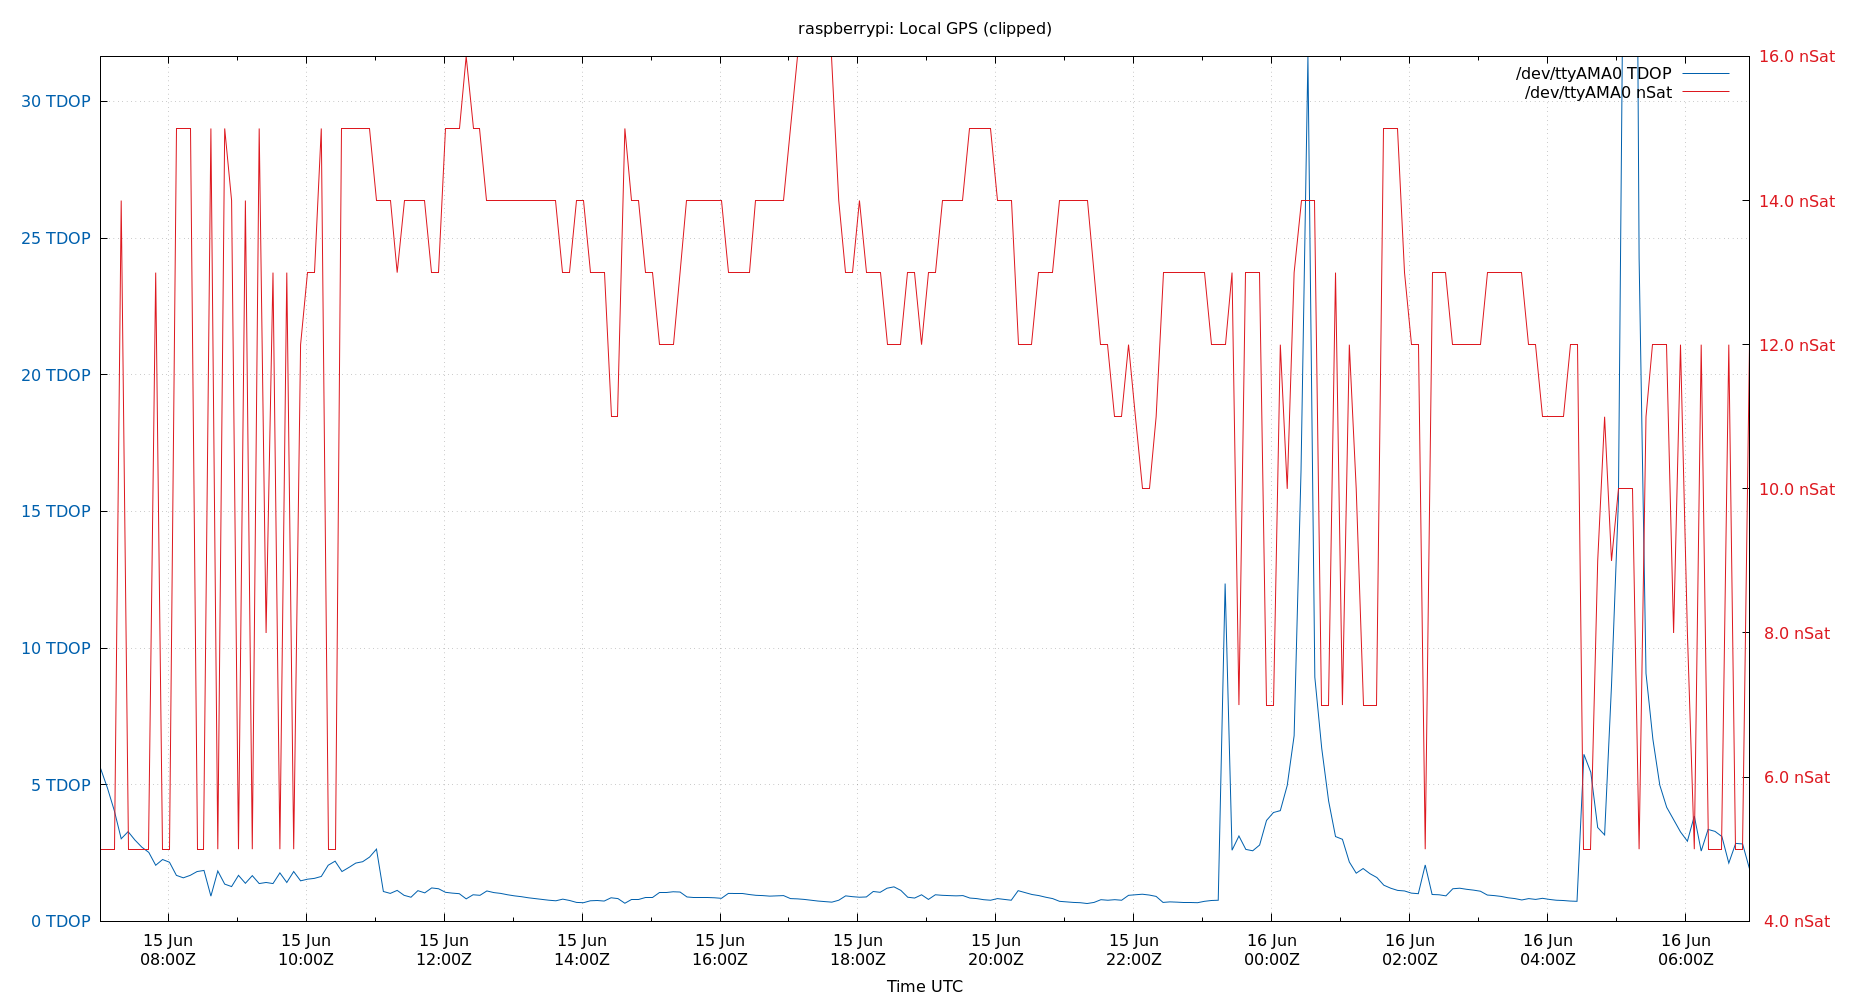 raspberrypi: Local GPS (clipped)
/dev/ttyAMA0 TDOP
/dev/ttyAMA0 nSat
30 TDOP
25 TDOP
20 TDOP
15 TDOP
10 TDOP
5 TDOP
0 TDOP
16.0 nSat
14.0 nSat
12.0 nSat
10.0 nSat
8.0 nSat
6.0 nSat
4.0 nSat
15 Jun 15 Jun 15 Jun 15 Jun 15 Jun 15 Jun 15 Jun 15 Jun 16 Jun 16 Jun 16 Jun 16 Jun
08:00Z 10:00Z 12:00Z 14:00Z 16:00Z 18:00Z 20:00Z 22:00Z 00:00Z 02:00Z 04:00Z 06:00Z
Time UTC